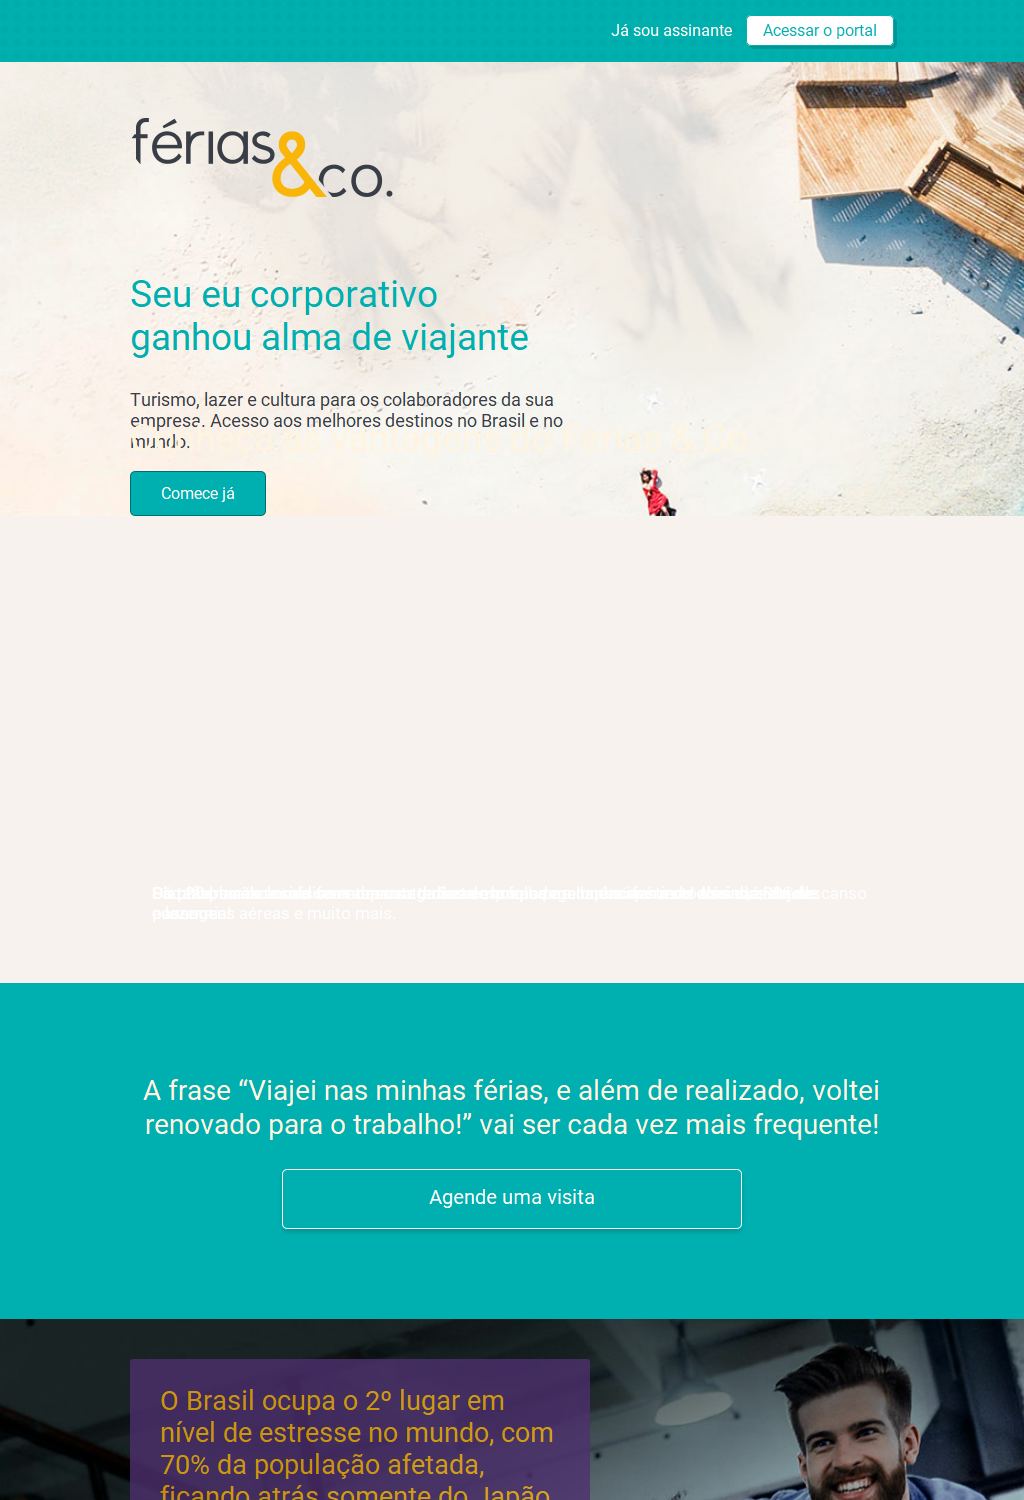 Já sou assinante
Acessar o portal
férias&co.
Seu eu corporativo
ganhou alma de viajante
Turismo, lazer e cultura para os colaboradores da sua
empresa. Acesso aos melhores destinos no Brasil e no
mundo.
vantagens de Férias & Co.
Comece já
passagens aéreas e muito mais.
A frase “Viajei nas minhas férias, e além de realizado, voltei
renovado para o trabalho!” vai ser cada vez mais frequente!
Agende uma visita
O Brasil ocupa o 2º lugar em
nível de estresse no mundo, com
70% da população afetada,
ficando atrás somente do Japão